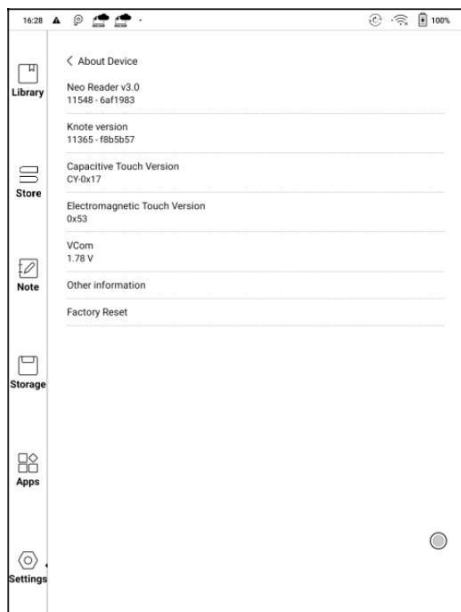 16:28
100%
Library
Store
Note
Storage
Apps
Settings
About Device
Neo Reader v3.0
11548 - 6af1983
Knote version
11365 - f8b5b57
Capacitive Touch Version
CY-0x17
Electromagnetic Touch Version
0x53
VCom
1.78 V
Other information
Factory Reset